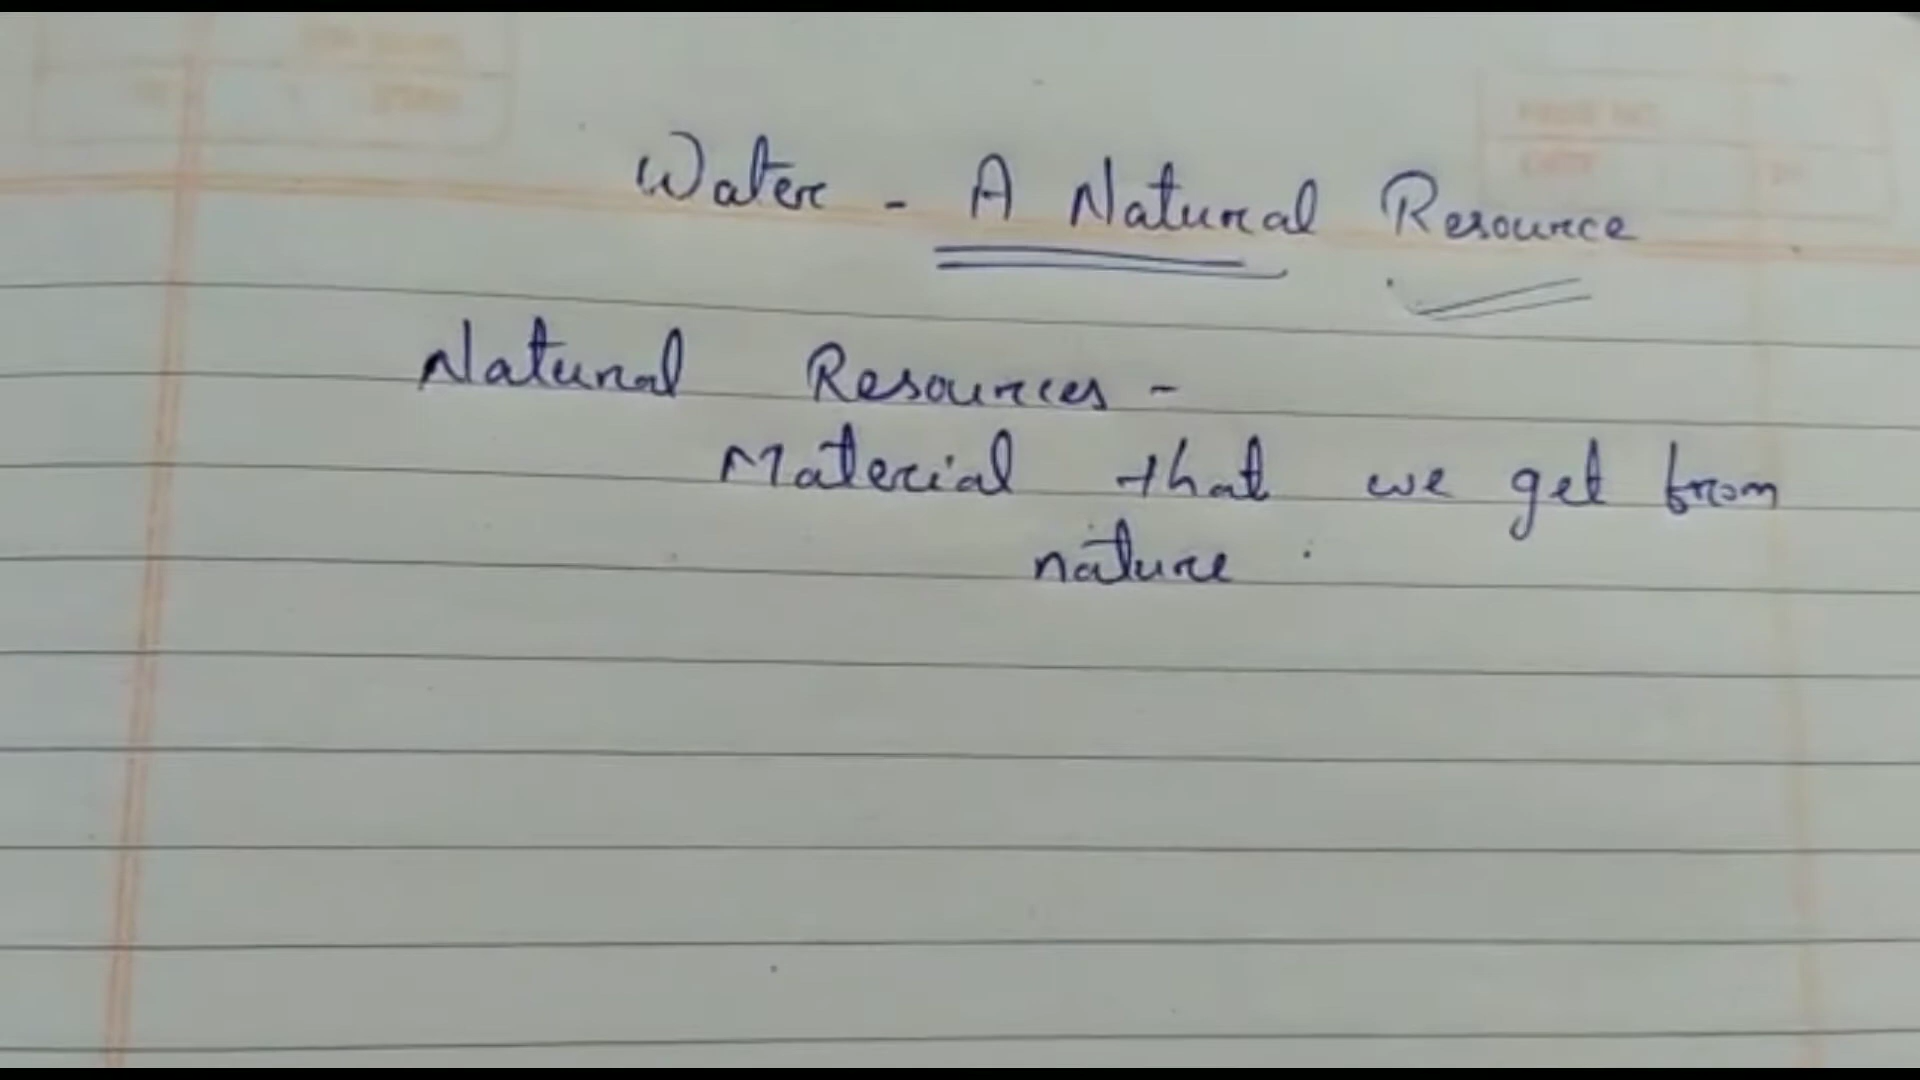 Water - A Natural Resource
Natural Resources -
Material that we get from
nature.